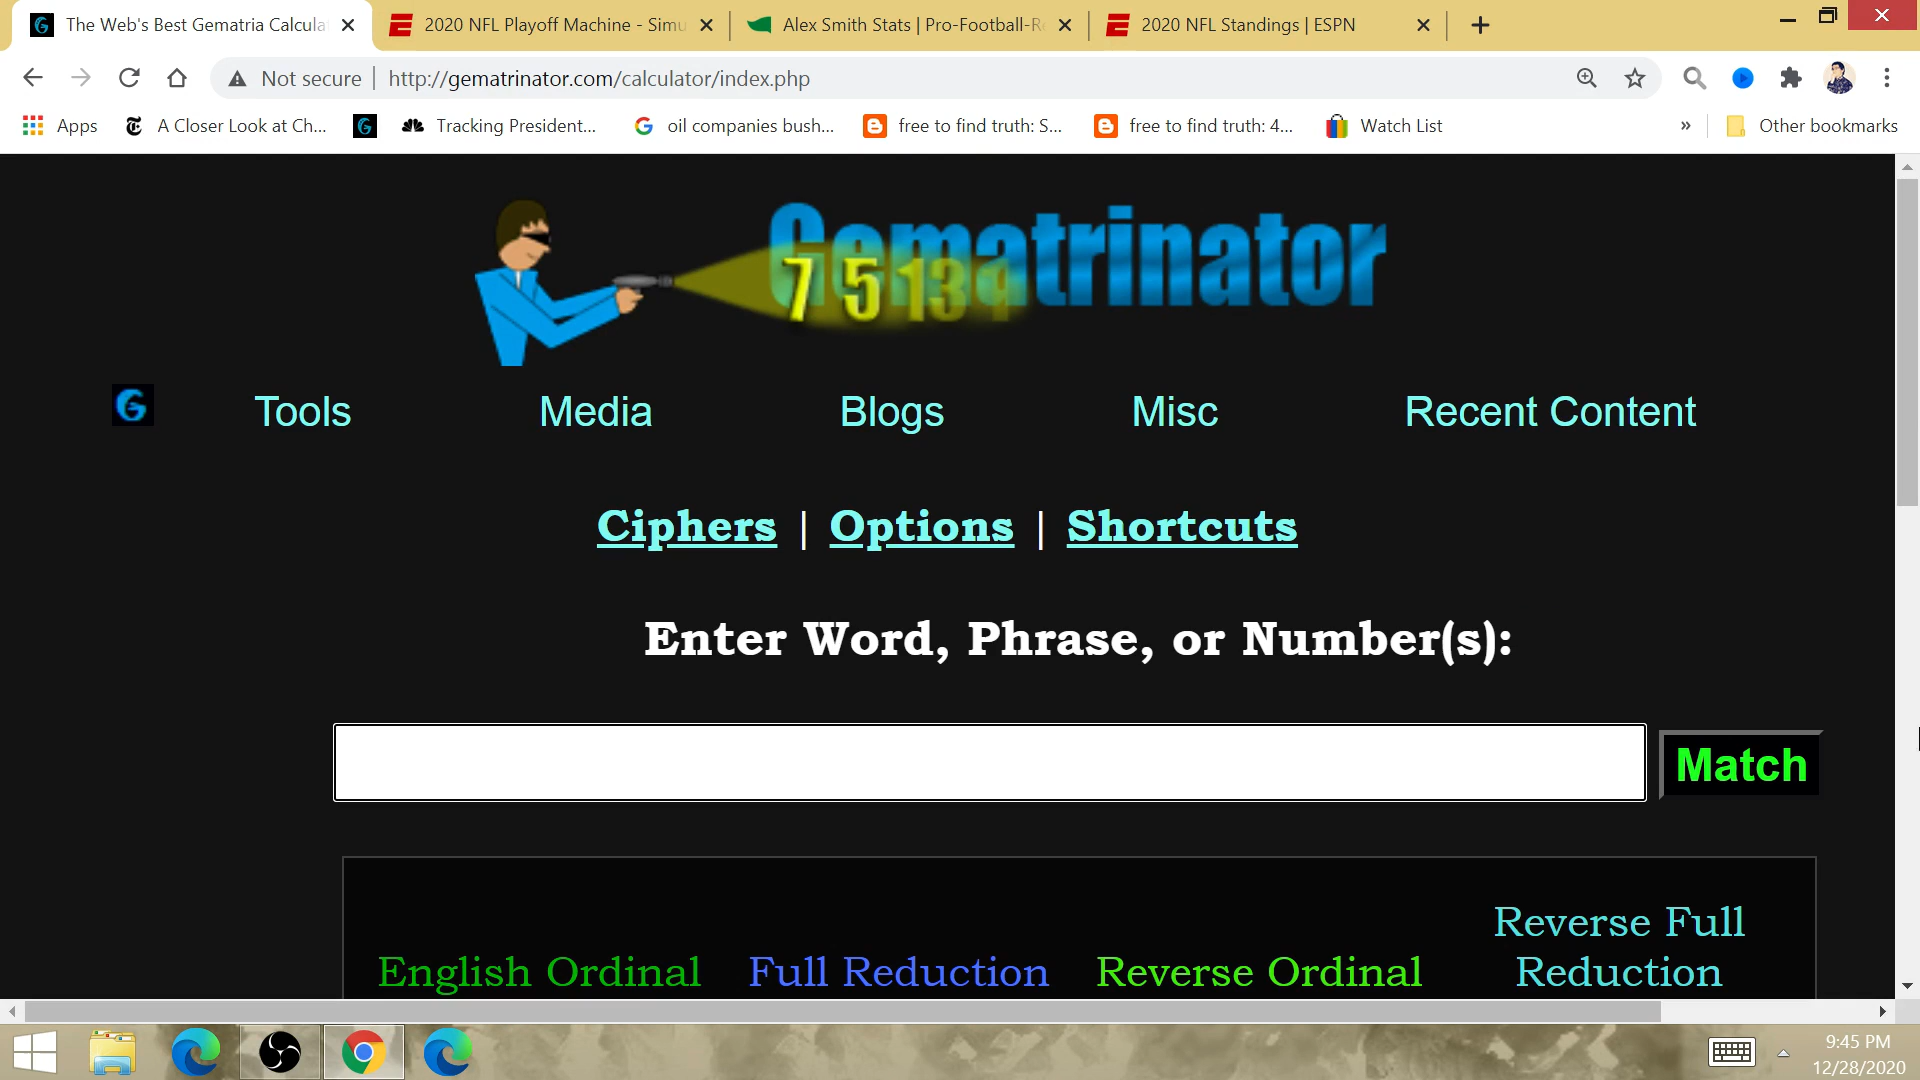 The Web's Best Gematria Calcula
2020 NFL Playoff Machine - Simu
Alex Smith Stats | Pro-Football-Re
2020 NFL Standings | ESPN
Not secure
http://gematrinator.com/calculator/index.php
Apps
A Closer Look at Ch...
Tracking President...
oil companies bush...
free to find truth: S...
free to find truth: 4...
Watch List
»
Other bookmarks
Gematrinator
7 5 13 1
Tools
Media
Blogs
Misc
Recent Content
Ciphers | Options | Shortcuts
Enter Word, Phrase, or Number(s):
Match
English Ordinal
Full Reduction
Reverse Ordinal
Reverse Full
Reduction
9:45 PM
12/28/2020